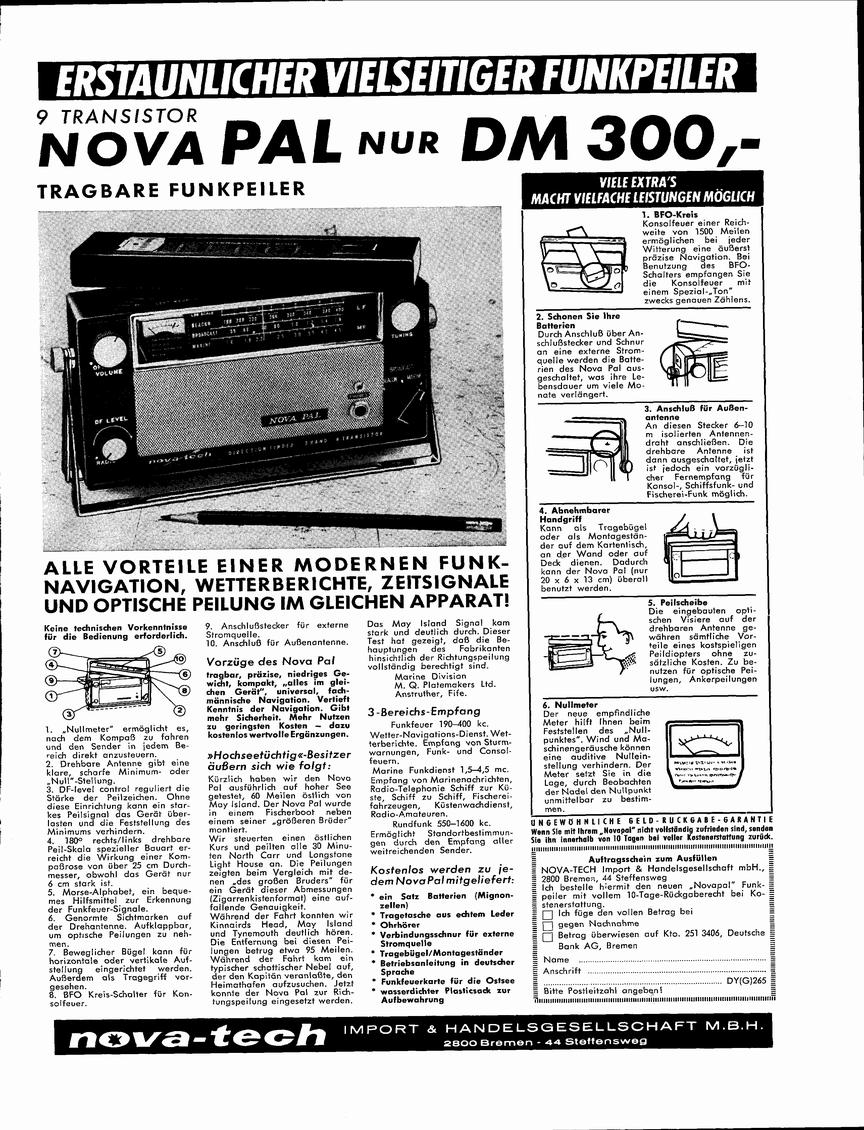 ERSTAUNLICHER VIELSEITIGER FUNKPEILER
9 TRANSISTOR
NOVA PAL NUR DM 300,-
TRAGBARE FUNKPEILER
DF
VOLUME
BEACON
BROADCAST
MARINE
TUNING
DF LEVEL
RADIO
NOVA PAL
nova-tech DIRECTION FINDER 3 BAND 9 TRANSISTOR
ALLE VORTEILE EINER MODERNEN FUNK-
NAVIGATION, WETTERBERICHTE, ZEITSIGNALE
UND OPTISCHE PEILUNG IM GLEICHEN APPARAT!
Keine technischen Vorkenntnisse
für die Bedienung erforderlich.
7
4
9
1
3
5
10
6
8
2
1. „Nullmeter" ermöglicht es,
nach dem Kompaß zu fahren
und den Sender in jedem Be-
reich direkt anzusteuern.
2. Drehbare Antenne gibt eine
klare, scharfe Minimum- oder
„Null"-Stellung.
3. DF-level control reguliert die
Stärke der Peilzeichen. Ohne
diese Einrichtung kann ein star-
kes Peilsignal das Gerät über-
lasten und die Feststellung des
Minimums verhindern.
4. 180° rechts/links drehbare
Peil-Skala spezieller Bauart er-
reicht die Wirkung einer Kom-
paßrose von über 25 cm Durch-
messer, obwohl das Gerät nur
6 cm stark ist.
5. Morse-Alphabet, ein beque-
mes Hilfsmittel zur Erkennung
der Funkfeuer-Signale.
6. Genormte Sichtmarken auf
der Drehantenne. Aufklappbar,
um optische Peilungen zu neh-
men.
7. Beweglicher Bügel kann für
horizontale oder vertikale Auf-
stellung eingerichtet werden.
Außerdem als Tragegriff vor-
gesehen.
8. BFO Kreis-Schalter für Kon-
solfeuer.
9. Anschlußstecker für externe
Stromquelle.
10. Anschluß für Außenantenne.
Vorzüge des Nova Pal
tragbar, präzise, niedriges Ge-
wicht, kompakt, „alles im glei-
chen Gerät", universal, fach-
männische Navigation. Vertieft
Kenntnis der Navigation. Gibt
mehr Sicherheit. Mehr Nutzen
zu geringsten Kosten – dazu
kostenlos wertvolle Ergänzungen.
»Hochseetüchtig«-Besitzer
äußern sich wie folgt:
Kürzlich haben wir den Nova
Pal ausführlich auf hoher See
getestet, 60 Meilen östlich von
May Island. Der Nova Pal wurde
in einem Fischerboot neben
einem seiner „größeren Brüder"
montiert.
Wir steuerten einen östlichen
Kurs und peilten alle 30 Minu-
ten North Carr und Longstone
Light House an. Die Peilungen
zeigten beim Vergleich mit de-
nen „des großen Bruders" für
ein Gerät dieser Abmessungen
(Zigarrenkistenformat) eine auf-
fallende Genauigkeit.
Während der Fahrt konnten wir
Kinnairds Head, May Island
und Tynemouth deutlich hören.
Die Entfernung bei diesen Pei-
lungen betrug etwa 95 Meilen.
Während der Fahrt kam ein
typischer schottischer Nebel auf,
der den Kapitän veranlaßte, den
Heimathafen aufzusuchen. Jetzt
konnte der Nova Pal zur Rich-
tungspeilung eingesetzt werden.
Das May Island Signal kam
stark und deutlich durch. Dieser
Test hat gezeigt, daß die Be-
hauptungen des Fabrikanten
hinsichtlich der Richtungspeilung
vollständig berechtigt sind.
Marine Division
M. Q. Platemakers Ltd.
Anstruther, Fife.
3-Bereichs-Empfang
Funkfeuer 190–400 kc.
Wetter-Navigations-Dienst. Wet-
terberichte. Empfang von Sturm-
warnungen, Funk- und Consol-
feuern.
Marine Funkdienst 1,5–4,5 mc.
Empfang von Marinenachrichten,
Radio-Telephonie Schiff zur Kü-
ste, Schiff zu Schiff, Fischerei-
fahrzeugen, Küstenwachdienst,
Radio-Amateuren.
Rundfunk 550–1600 kc.
Ermöglicht Standortbestimmun-
gen durch den Empfang aller
weitreichenden Sender.
Kostenlos werden zu je-
dem Nova Pal mitgeliefert:
* ein Satz Batterien (Mignon-
zellen)
* Tragetasche aus echtem Leder
* Ohrhörer
* Verbindungsschnur für externe
Stromquelle
* Tragebügel/Montageständer
* Betriebsanleitung in deutscher
Sprache
* Funkfeuerkarte für die Ostsee
* wasserdichter Plasticsack zur
Aufbewahrung
VIELE EXTRA'S
MACHT VIELFACHE LEISTUNGEN MÖGLICH
1. BFO-Kreis
Konsolfeuer einer Reich-
weite von 1500 Meilen
ermöglichen bei jeder
Witterung eine äußerst
präzise Navigation. Bei
Benutzung des BFO-
Schalters empfangen Sie
die Konsolfeuer mit
einem Spezial-„Ton"
zwecks genauen Zählens.
2. Schonen Sie Ihre
Batterien
Durch Anschluß über An-
schlußstecker und Schnur
an eine externe Strom-
quelle werden die Batte-
rien des Nova Pal aus-
geschaltet, was ihre Le-
bensdauer um viele Mo-
nate verlängert.
3. Anschluß für Außen-
antenne
An diesen Stecker 6–10
m isolierten Antennen-
draht anschließen. Die
drehbare Antenne ist
dann ausgeschaltet, jetzt
ist jedoch ein vorzügli-
cher Fernempfang für
Konsol-, Schiffsfunk- und
Fischerei-Funk möglich.
4. Abnehmbarer
Handgriff
Kann als Tragebügel
oder als Montagestän-
der auf dem Kartentisch,
an der Wand oder auf
Deck dienen. Dadurch
kann der Nova Pal (nur
20 x 6 x 13 cm) überall
benutzt werden.
5. Peilscheibe
Die eingebauten opti-
schen Visiere auf der
drehbaren Antenne ge-
währen sämtliche Vor-
teile eines kostspieligen
Peildiopters ohne zu-
sätzliche Kosten. Zu be-
nutzen für optische Pei-
lungen, Ankerpeilungen
usw.
6. Nullmeter
Der neue empfindliche
Meter hilft Ihnen beim
Feststellen des „Null-
punktes". Wind und Ma-
schinengeräusche können
eine auditive Nullein-
stellung verhindern. Der
Meter setzt Sie in die
Lage, durch Beobachten
der Nadel den Nullpunkt
unmittelbar zu bestim-
men.
UNGEWÖHNLICHE GELD-RÜCKGABE-GARANTIE
Wenn Sie mit Ihrem „Novapal" nicht vollständig zufrieden sind, senden
Sie ihn innerhalb von 10 Tagen bei voller Kostenerstattung zurück.
Auftragsschein zum Ausfüllen
NOVA-TECH Import & Handelsgesellschaft mbH.,
2800 Bremen, 44 Steffensweg
Ich bestelle hiermit den neuen „Novapal" Funk-
peiler mit vollem 10-Tage-Rückgaberecht bei Ko-
stenerstattung.
Ich füge den vollen Betrag bei
gegen Nachnahme
Betrag überwiesen auf Kto. 251 3406, Deutsche
Bank AG, Bremen
Name
Anschrift
DY(G)265
Bitte Postleitzahl angeben!
nova-tech IMPORT & HANDELSGESELLSCHAFT M.B.H.
2800 Bremen - 44 Steffensweg